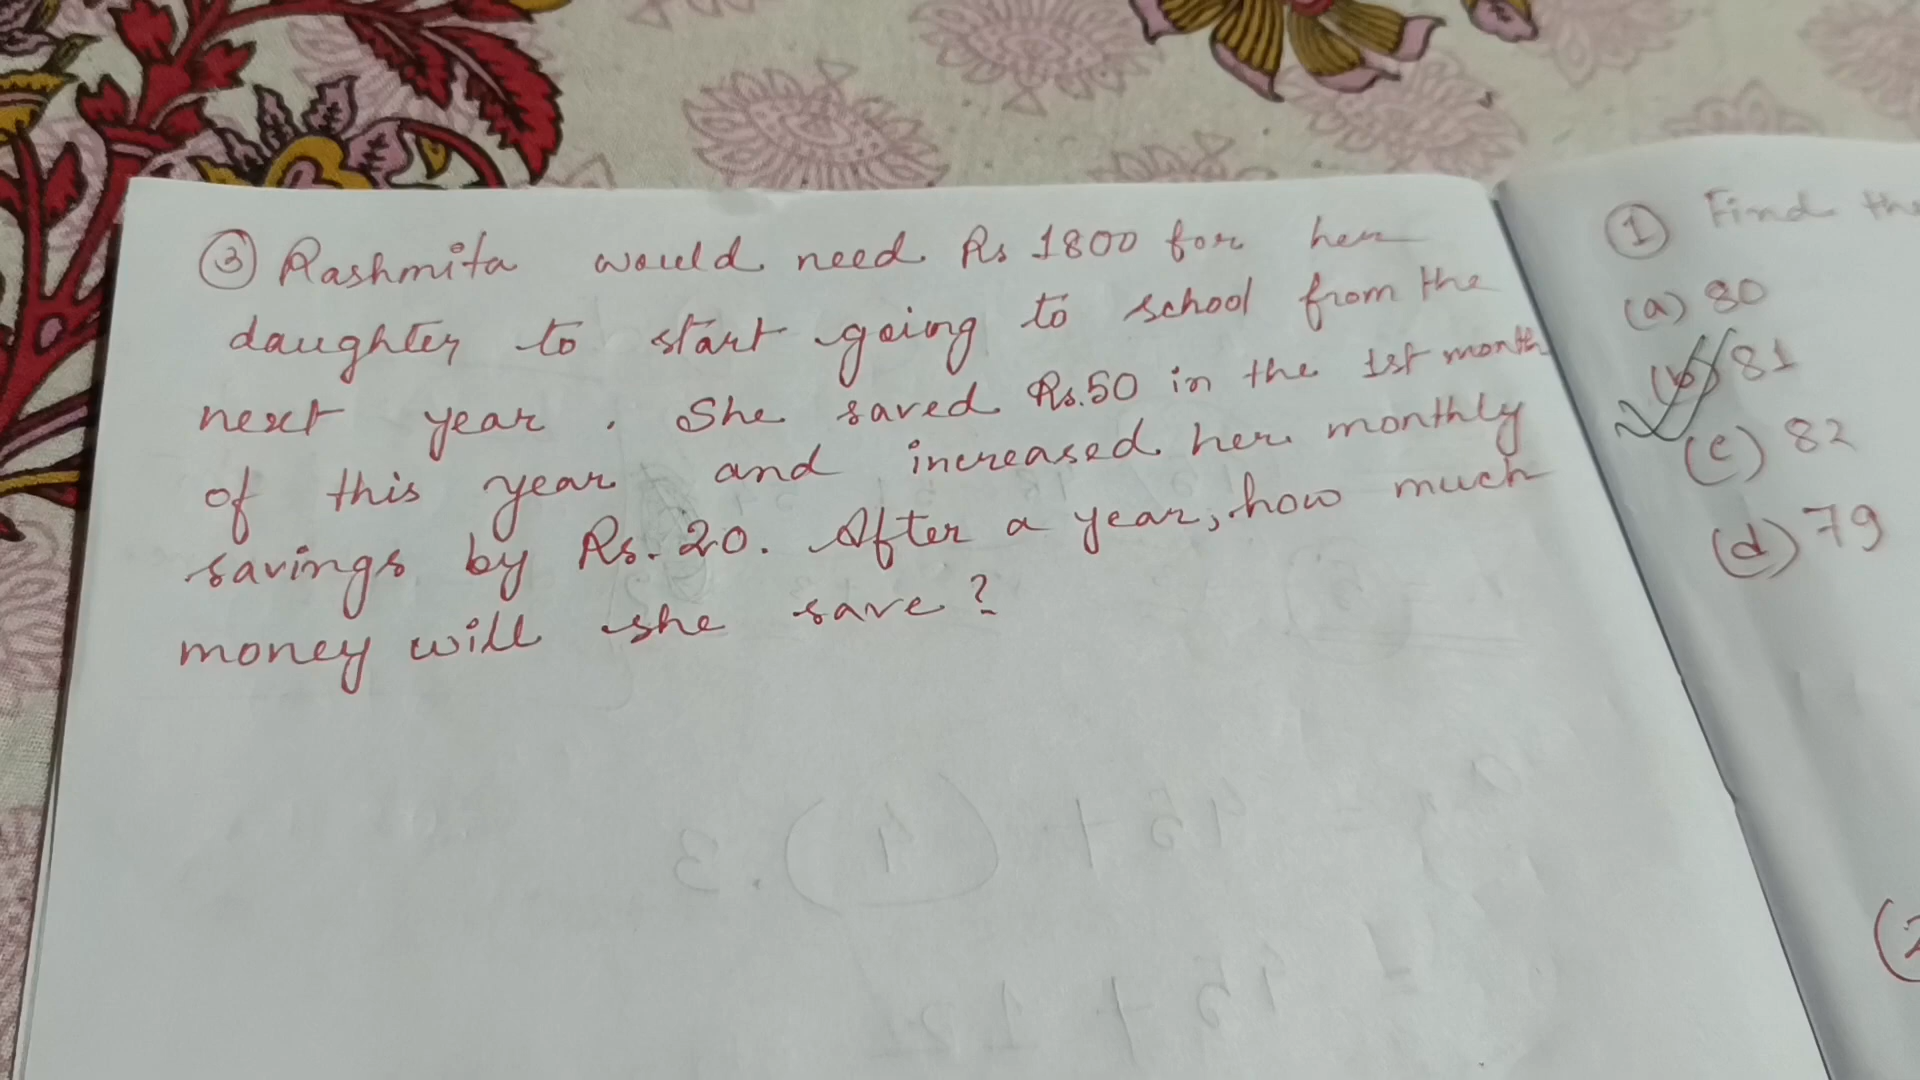 ③ Rashmita would need Rs 1800 for her
daughter to start going to school from the
next year. She saved Rs.50 in the 1st month
of this year and increased her monthly
savings by Rs.20. After a year, how much
money will she save?
① Find the
(a) 80
(b) 81
(c) 82
(d) 79